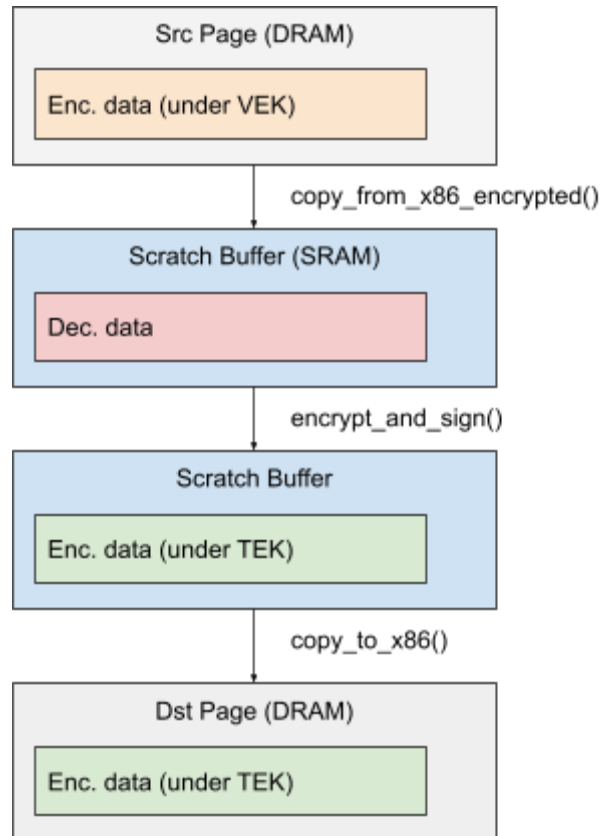 Src Page (DRAM)
Enc. data (under VEK)
copy_from_x86_encrypted()
Scratch Buffer (SRAM)
Dec. data
encrypt_and_sign()
Scratch Buffer
Enc. data (under TEK)
copy_to_x86()
Dst Page (DRAM)
Enc. data (under TEK)